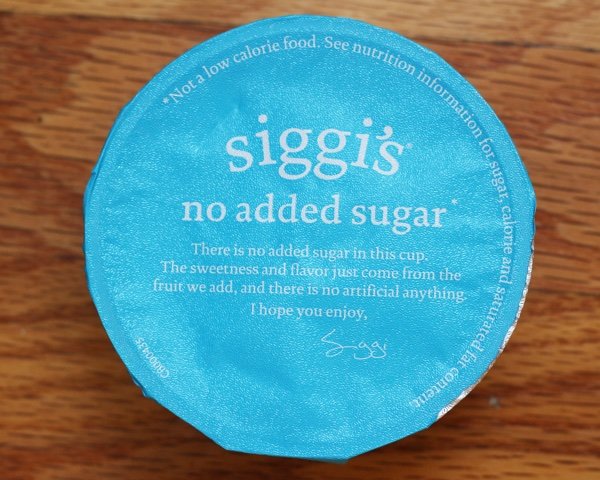 *Not a low calorie food. See nutrition information for sugar, calorie and saturated fat content.
siggi's®
no added sugar*
There is no added sugar in this cup.
The sweetness and flavor just come from the
fruit we add, and there is no artificial anything.
I hope you enjoy,
Siggi